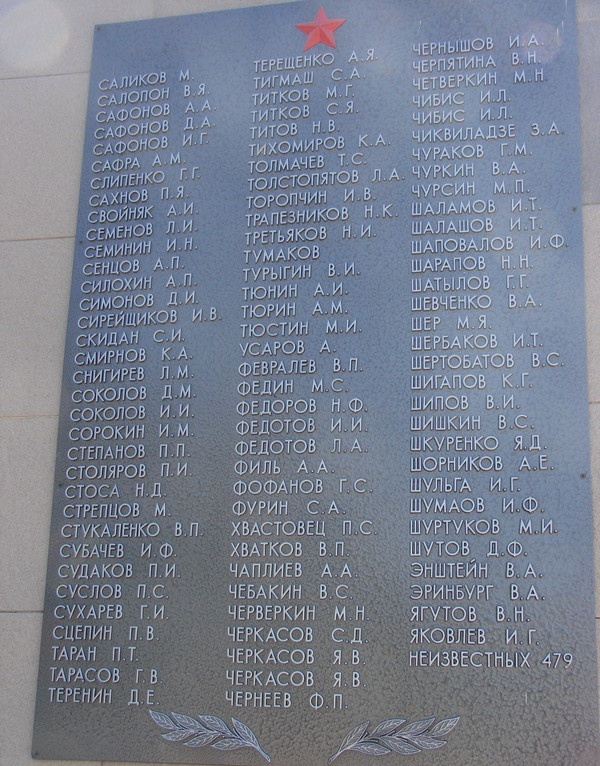 САЛИКОВ М.
САЛОПОН В.Я.
САФОНОВ А.А.
САФОНОВ Д.А.
САФОНОВ И.Г.
САФРА А.М.
СЛИПЕНКО Г.Г.
САХНОВ П.Я.
СВОЙНЯК А.И.
СЕМЕНОВ Л.И.
СЕМИНИН И.Н.
СЕНЦОВ А.П.
СИЛОХИН А.П.
СИМОНОВ Д.И.
СИРЕЙЩИКОВ И.В.
СКИДАН С.И.
СМИРНОВ К.А.
СНИГИРЕВ Л.М.
СОКОЛОВ Д.М.
СОКОЛОВ И.И.
СОРОКИН И.М.
СТЕПАНОВ П.П.
СТОЛЯРОВ П.И.
СТОСА Н.Д.
СТРЕПЦОВ М.
СТУКАЛЕНКО В.П.
СУБАЧЕВ И.Ф.
СУДАКОВ П.И.
СУСЛОВ П.С.
СУХАРЕВ Г.И.
СЦЕПИН П.В.
ТАРАН П.Т.
ТАРАСОВ Г.В.
ТЕРЕНИН Д.Е.
ТЕРЕЩЕНКО А.Я.
ТИГМАШ С.А.
ТИТКОВ М.Г.
ТИТКОВ С.Я.
ТИТОВ Н.В.
ТИХОМИРОВ К.А.
ТОЛМАЧЕВ Т.С.
ТОЛСТОПЯТОВ Л.А.
ТОРОПЧИН И.В.
ТРАПЕЗНИКОВ Н.К.
ТРЕТЬЯКОВ Н.И.
ТУМАКОВ
ТУРЫГИН В.И.
ТЮНИН А.И.
ТЮРИН А.М.
ТЮСТИН М.И.
УСАРОВ А.
ФЕВРАЛЕВ В.П.
ФЕДИН М.С.
ФЕДОРОВ Н.Ф.
ФЕДОТОВ И.И.
ФЕДОТОВ Л.А.
ФИЛЬ А.А.
ФОФАНОВ Г.С.
ФУРИН С.А.
ХВАСТОВЕЦ П.С.
ХВАТКОВ В.П.
ЧАПЛИЕВ А.А.
ЧЕБАКИН В.С.
ЧЕРВЕРКИН М.Н.
ЧЕРКАСОВ С.Д.
ЧЕРКАСОВ Я.В.
ЧЕРКАСОВ Я.В.
ЧЕРНЕЕВ Ф.П.
ЧЕРНЫШОВ И.А.
ЧЕРПЯТИНА В.Н.
ЧЕТВЕРКИН М.Н.
ЧИБИС И.Л.
ЧИБИС И.Л.
ЧИКВИЛАДЗЕ З.А.
ЧУРАКОВ Г.М.
ЧУРКИН В.А.
ЧУРСИН М.П.
ШАЛАМОВ И.Т.
ШАЛАШОВ И.Т.
ШАПОВАЛОВ И.Ф.
ШАРАПОВ Н.Н.
ШАТЫЛОВ Г.Г.
ШЕВЧЕНКО В.А.
ШЕР М.Я.
ШЕРБАКОВ И.Т.
ШЕРТОБАТОВ В.С.
ШИГАПОВ К.Г.
ШИПОВ В.И.
ШИШКИН В.С.
ШКУРЕНКО Я.Д.
ШОРНИКОВ А.Е.
ШУЛЬГА И.Г.
ШУМАОВ И.Ф.
ШУРТУКОВ М.И.
ШУТОВ Д.Ф.
ЭНШТЕЙН В.А.
ЭРИНБУРГ В.А.
ЯГУТОВ В.Н.
ЯКОВЛЕВ И.Г.
НЕИЗВЕСТНЫХ 479